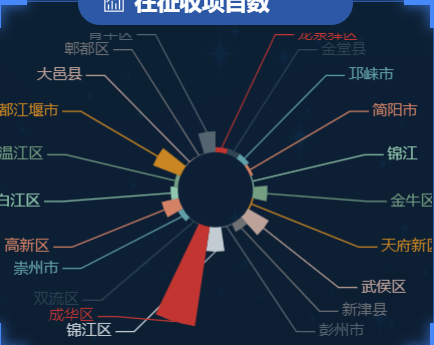 在征收项目数
青羊区
龙泉驿区
郫都区
金堂县
大邑县
邛崃市
都江堰市
简阳市
温江区
锦江
白江区
金牛区
高新区
天府新区
崇州市
武侯区
双流区
新津县
成华区
锦江区
彭州市